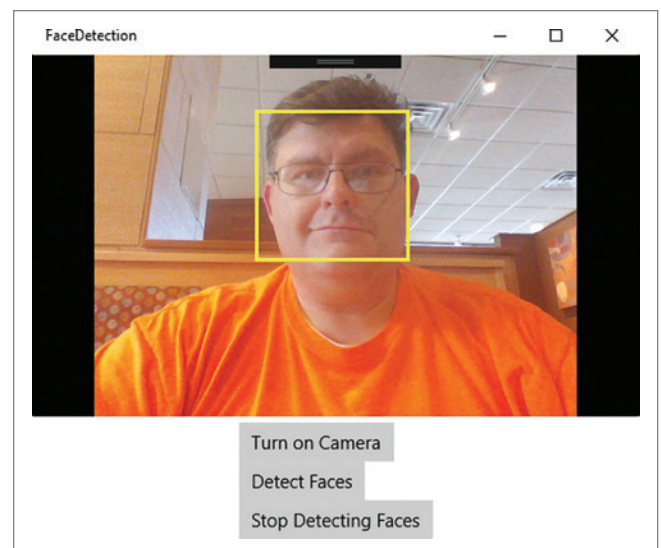 FaceDetection
Turn on Camera
Detect Faces
Stop Detecting Faces